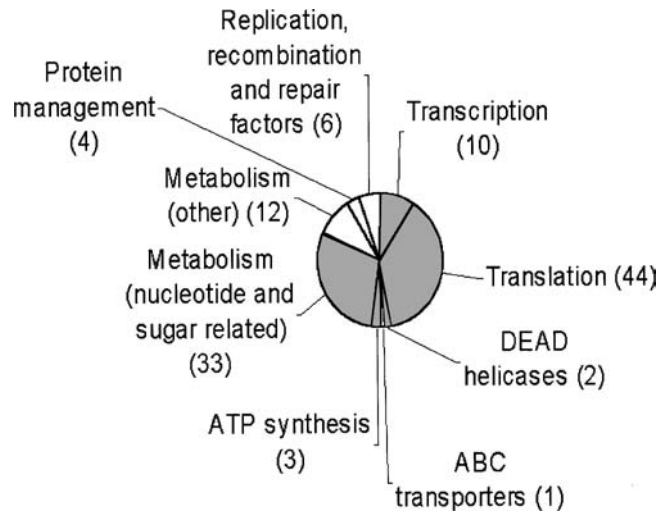 Replication,
recombination
and repair
factors (6)
Transcription
(10)
Translation (44)
DEAD
helicases (2)
ABC
transporters (1)
ATP synthesis
(3)
Metabolism
(nucleotide and
sugar related)
(33)
Metabolism
(other) (12)
Protein
management
(4)